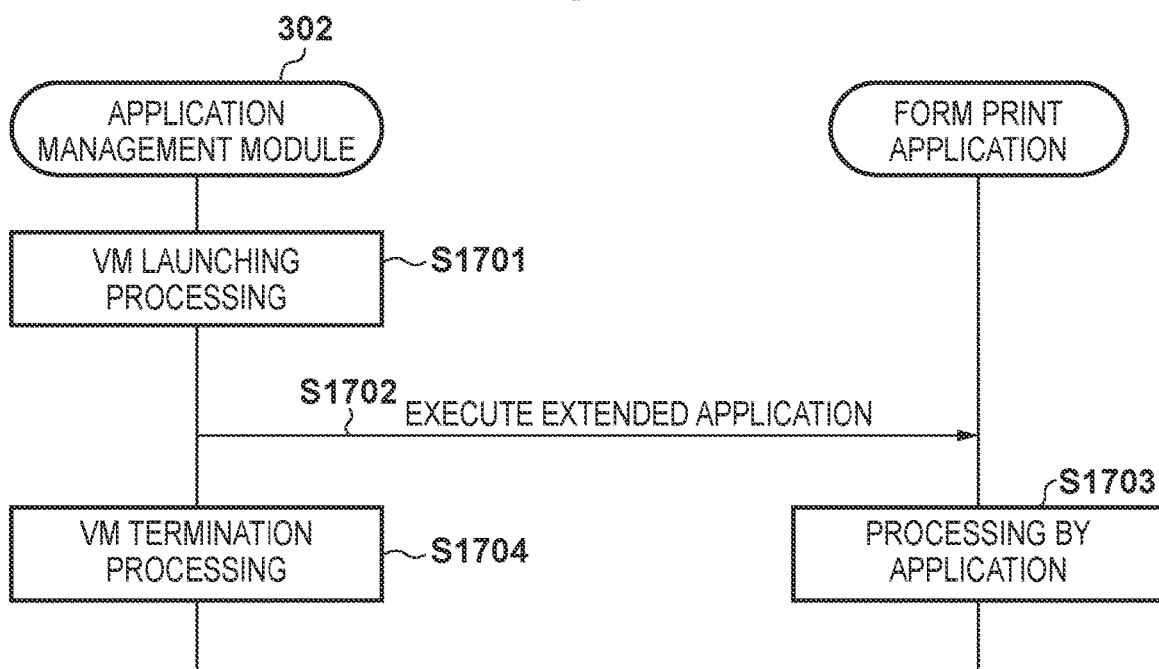 302
APPLICATION
MANAGEMENT MODULE
FORM PRINT
APPLICATION
VM LAUNCHING
PROCESSING
S1701
S1702
EXECUTE EXTENDED APPLICATION
S1703
VM TERMINATION
PROCESSING
S1704
PROCESSING BY
APPLICATION